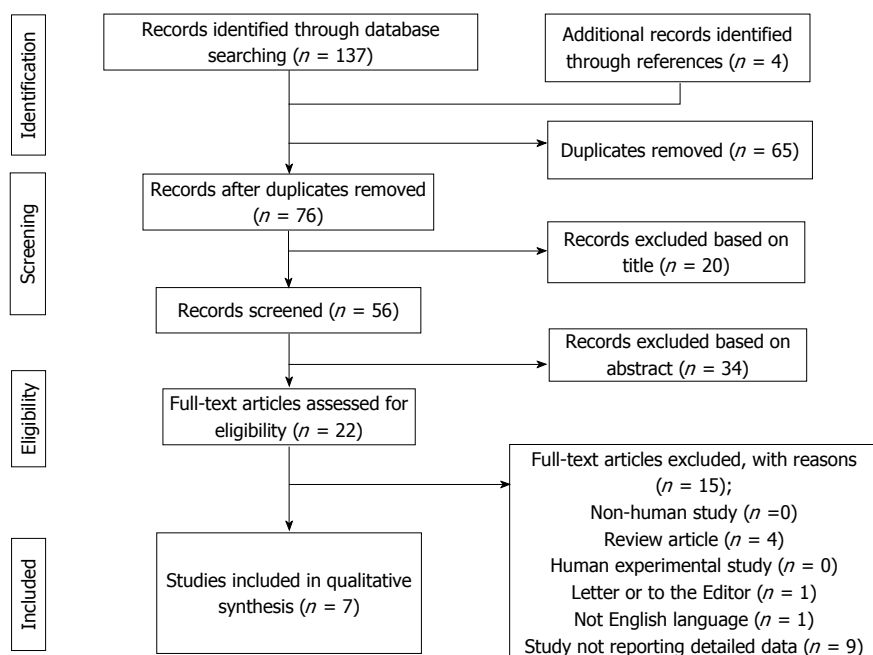 Identification
Records identified through database
searching (n = 137)
Additional records identified
through references (n = 4)
Duplicates removed (n = 65)
Screening
Records after duplicates removed
(n = 76)
Records excluded based on
title (n = 20)
Records screened (n = 56)
Records excluded based on
abstract (n = 34)
Eligibility
Full-text articles assessed for
eligibility (n = 22)
Full-text articles excluded, with reasons
(n = 15);
Non-human study (n =0)
Review article (n = 4)
Human experimental study (n = 0)
Letter or to the Editor (n = 1)
Not English language (n = 1)
Study not reporting detailed data (n = 9)
Included
Studies included in qualitative
synthesis (n = 7)